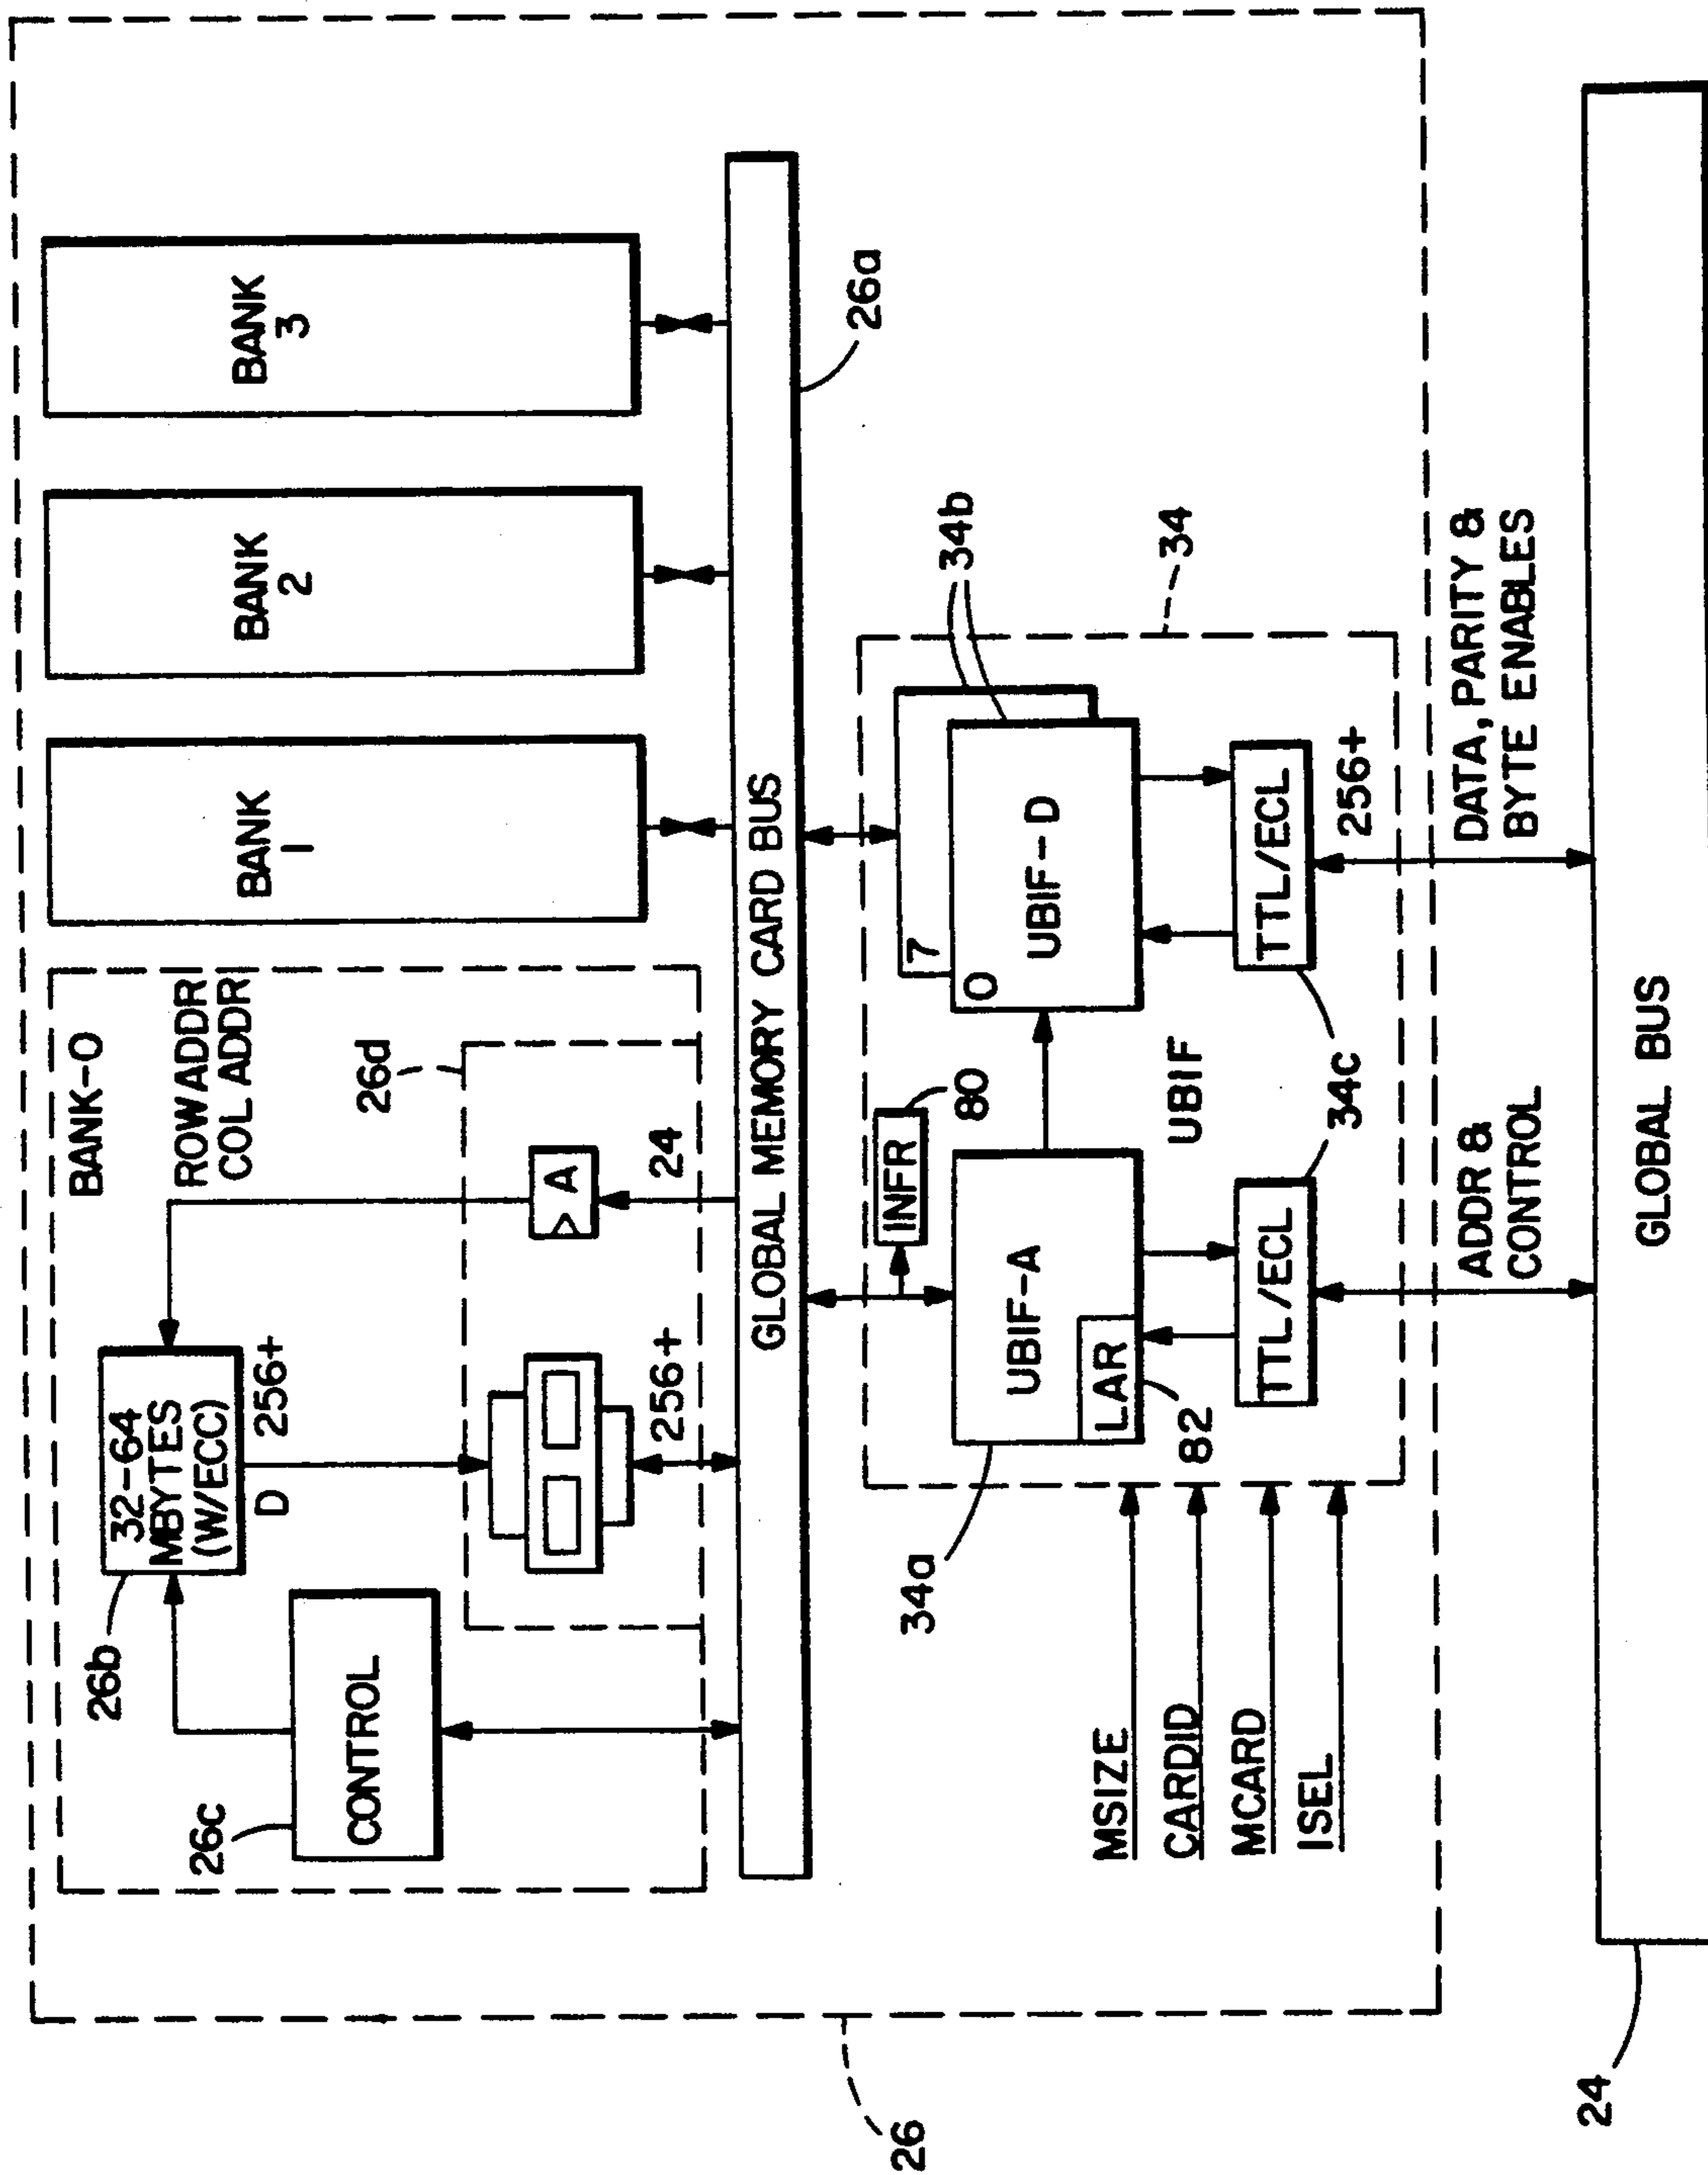 BANK-0
ROW ADDR
COL ADDR
26b
32-64
MBYTES
(W/ECC)
D
256+
26c
CONTROL
26d
A
24
256+
BANK
1
BANK
2
BANK
3
GLOBAL MEMORY CARD BUS
26a
34a
UBIF-A
LAR
82
INFR
80
UBIF
7
0
UBIF-D
34b
34
TTL/ECL
34c
TTL/ECL
256+
MSIZE
CARDID
MCARD
ISEL
26
ADDR &
CONTROL
DATA, PARITY &
BYTE ENABLES
GLOBAL BUS
24